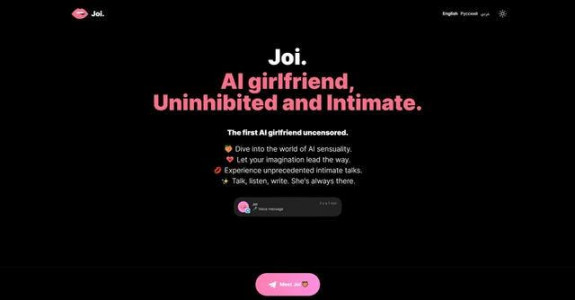 Joi.
English Русский عربي
Joi.
AI girlfriend,
Uninhibited and Intimate.
The first AI girlfriend uncensored.
Dive into the world of AI sensuality.
Let your imagination lead the way.
Experience unprecedented intimate talks.
Talk, listen, write. She's always there.
Joi
Voice message
Meet Joi